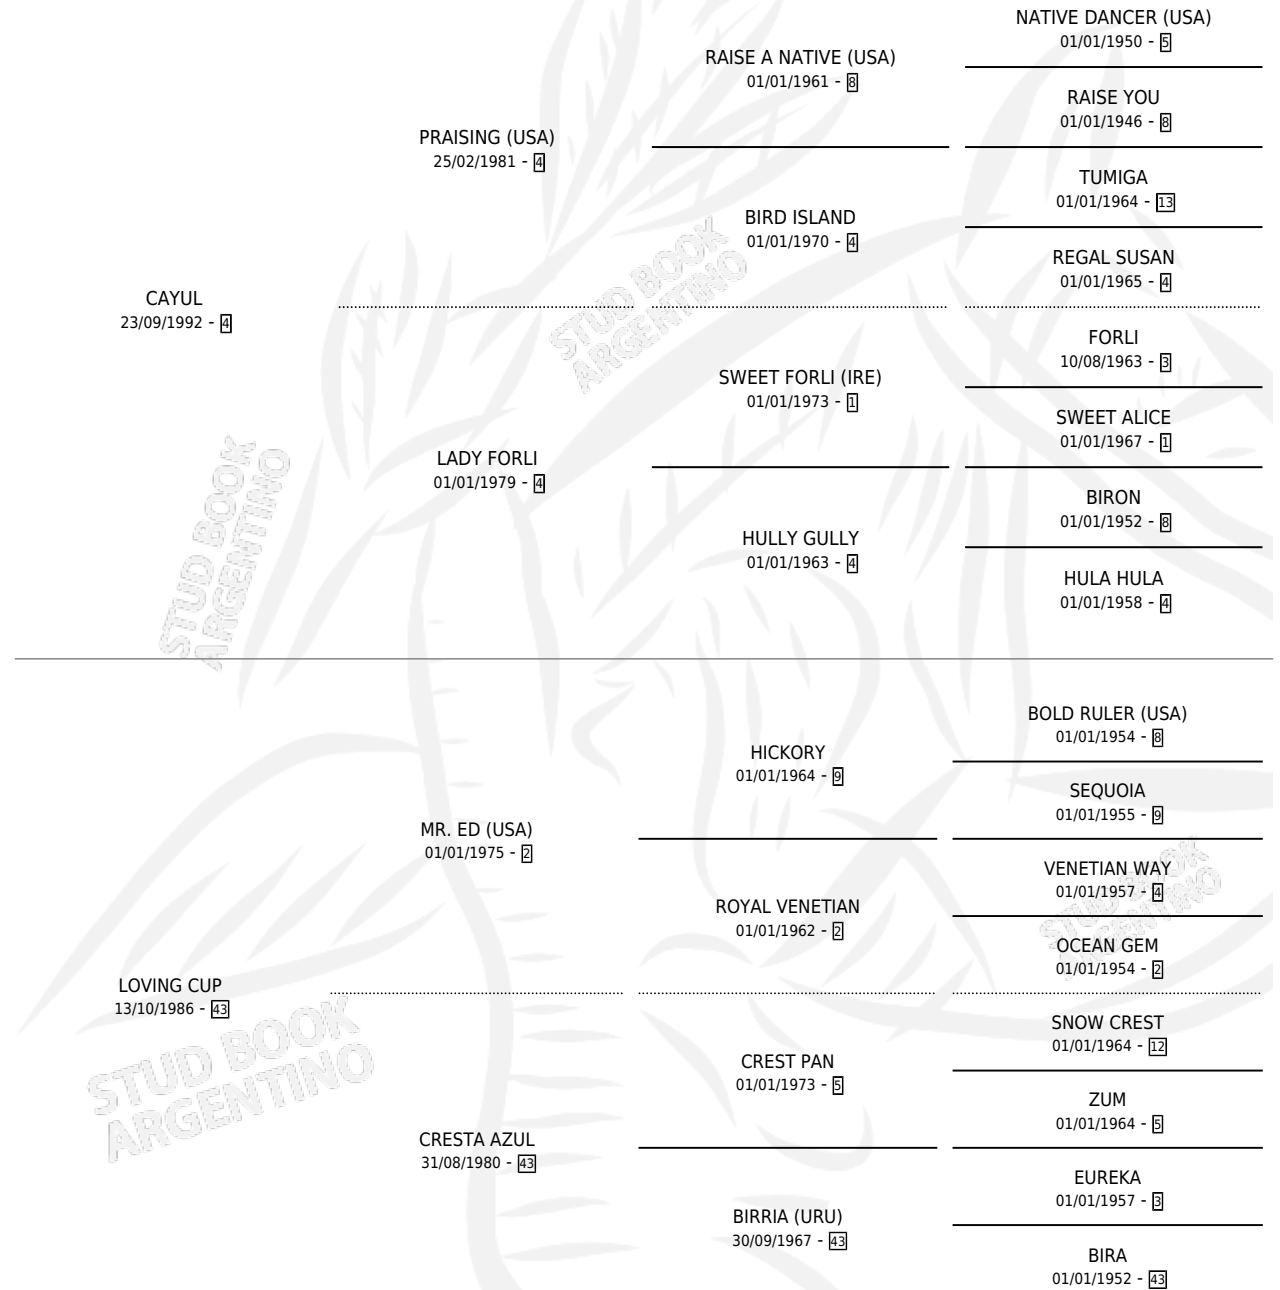 NATIVE DANCER (USA)
01/01/1950 - 5
RAISE A NATIVE (USA)
01/01/1961 - 8
RAISE YOU
01/01/1946 - 8
PRAISING (USA)
25/02/1981 - 4
TUMIGA
01/01/1964 - 13
BIRD ISLAND
01/01/1970 - 4
REGAL SUSAN
01/01/1965 - 4
CAYUL
23/09/1992 - 4
FORLI
10/08/1963 - 3
SWEET FORLI (IRE)
01/01/1973 - 1
SWEET ALICE
01/01/1967 - 1
LADY FORLI
01/01/1979 - 4
BIRON
01/01/1952 - 8
HULLY GULLY
01/01/1963 - 4
HULA HULA
01/01/1958 - 4
BOLD RULER (USA)
01/01/1954 - 8
HICKORY
01/01/1964 - 9
SEQUOIA
01/01/1955 - 9
MR. ED (USA)
01/01/1975 - 2
VENETIAN WAY
01/01/1957 - 4
ROYAL VENETIAN
01/01/1962 - 2
OCEAN GEM
01/01/1954 - 2
LOVING CUP
13/10/1986 - 43
SNOW CREST
01/01/1964 - 12
CREST PAN
01/01/1973 - 5
ZUM
01/01/1964 - 5
CRESTA AZUL
31/08/1980 - 43
EUREKA
01/01/1957 - 3
BIRRIA (URU)
30/09/1967 - 43
BIRA
01/01/1952 - 43
STUD BOOK
ARGENTINO
STUD BOOK
ARGENTINO
STUD BOOK
ARGENTINO
STUD BOOK
ARGENTINO